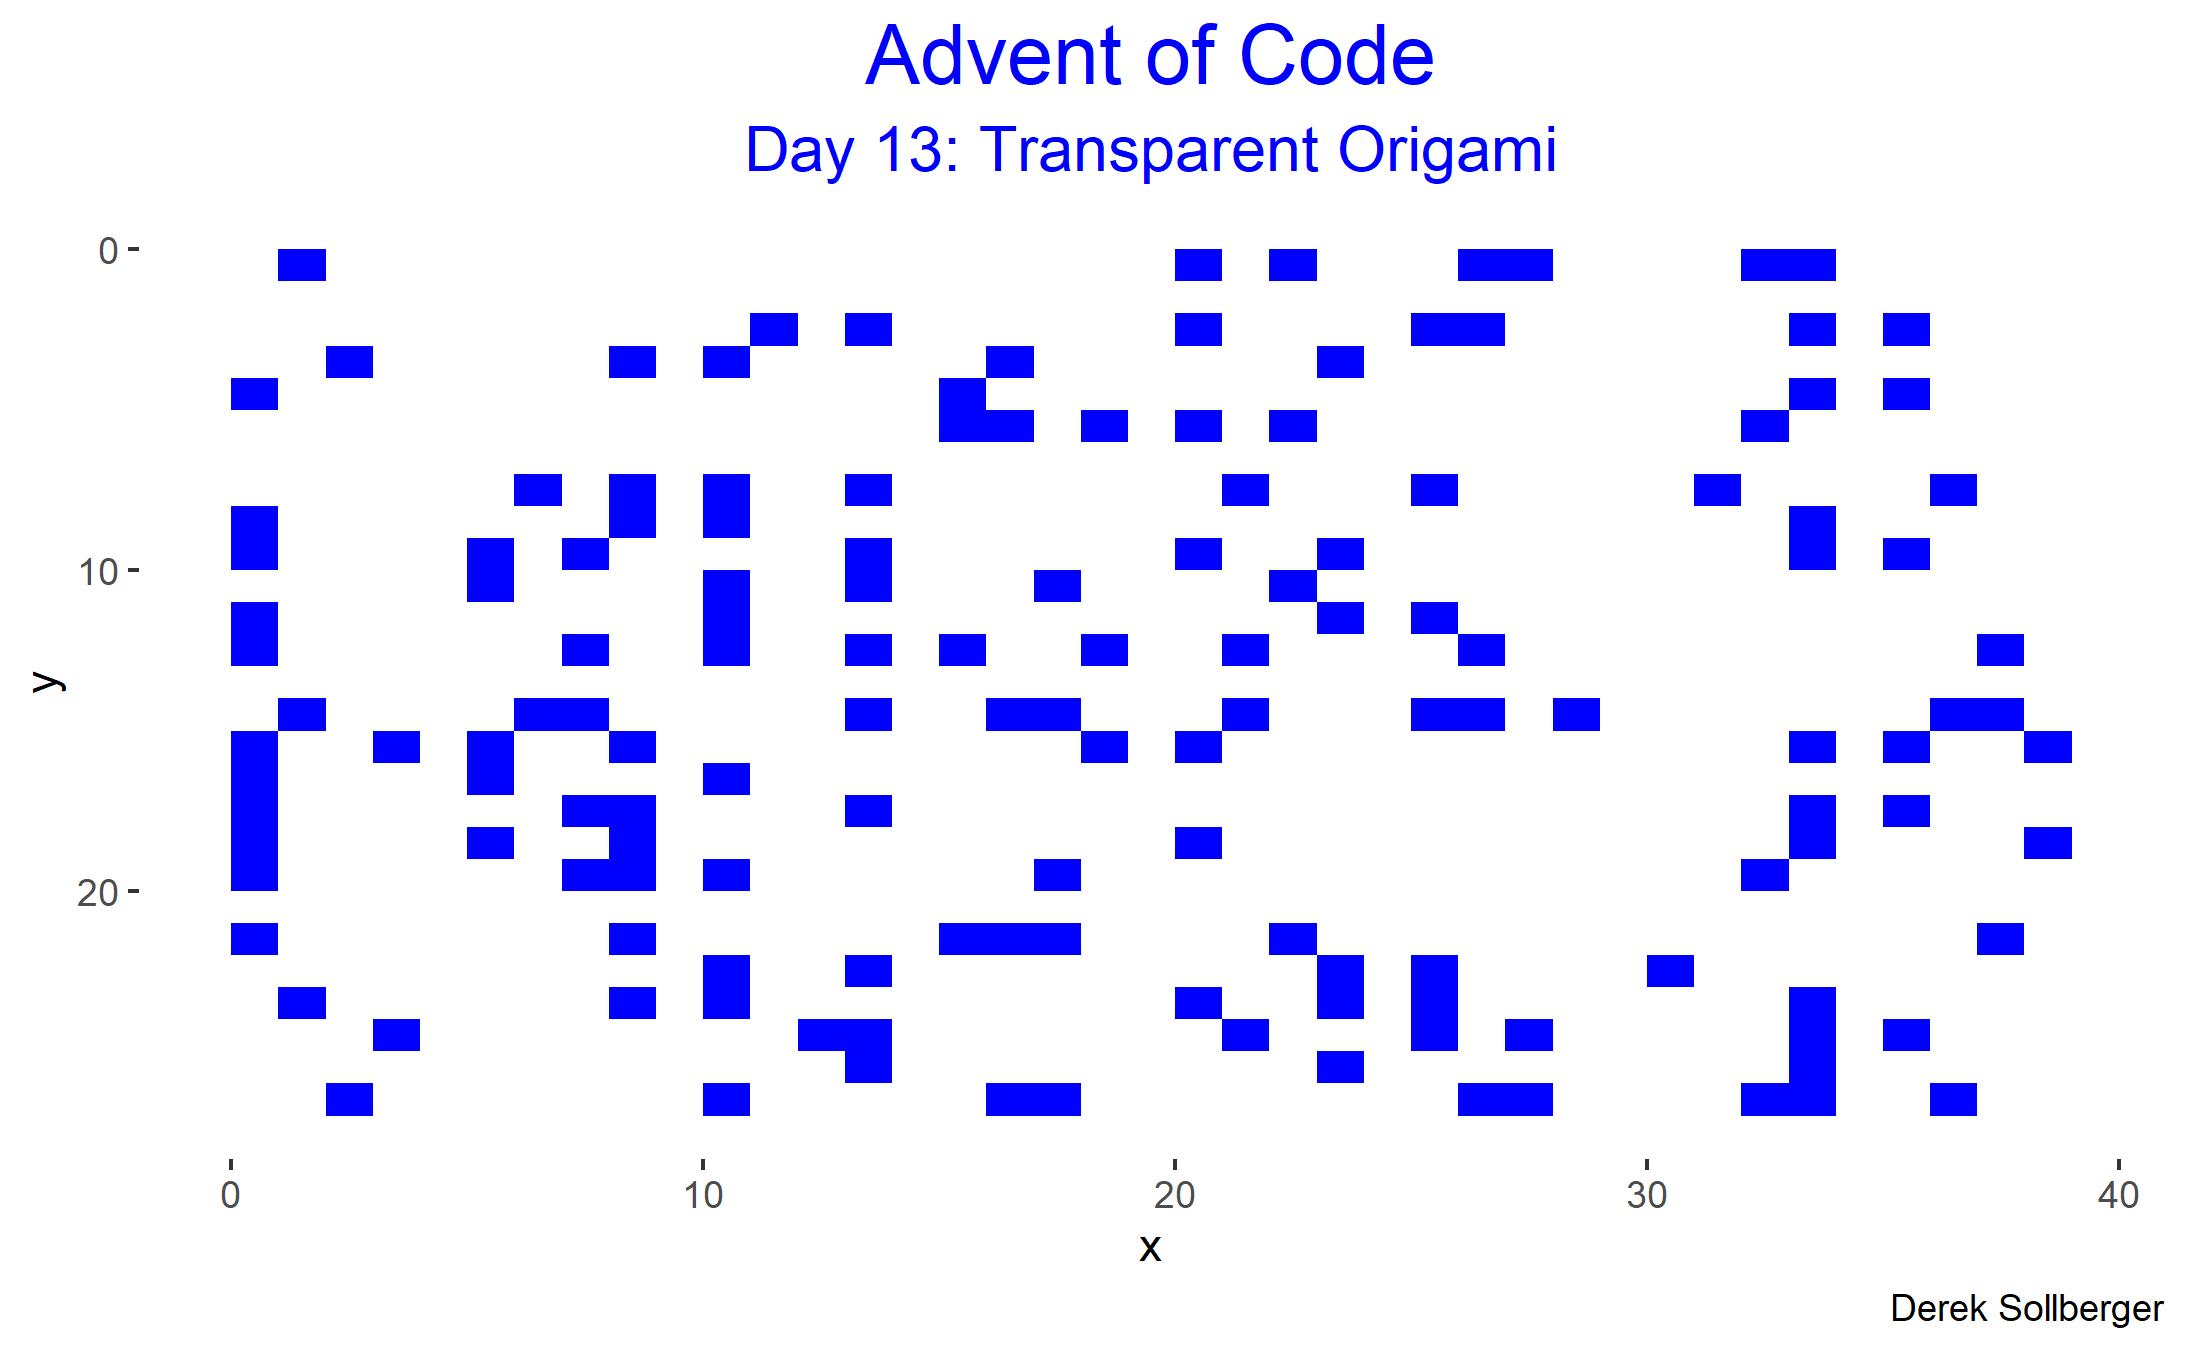 Advent of Code
Day 13: Transparent Origami
0
10
20
y
0 10 20 30 40
x
Derek Sollberger